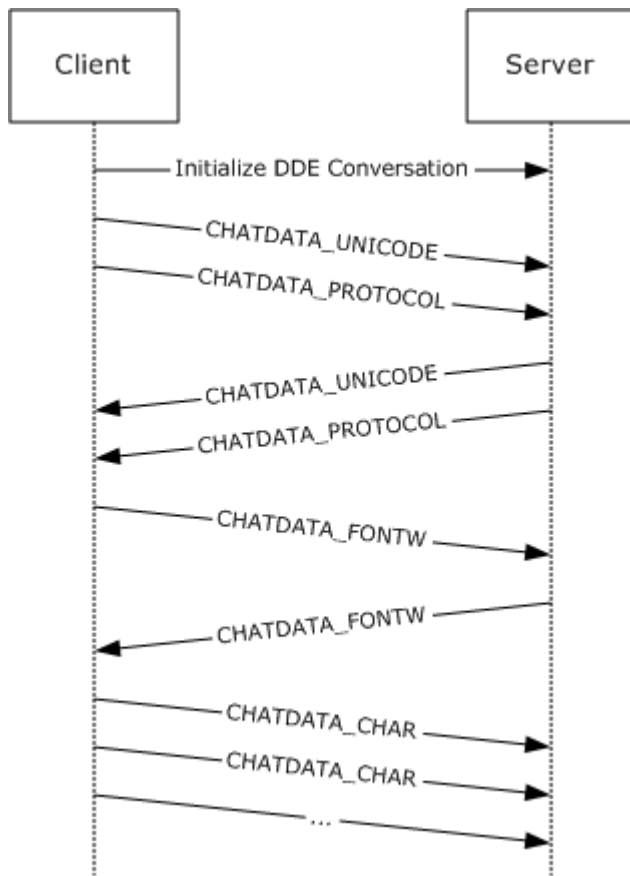 Client
Server
Initialize DDE Conversation
CHATDATA_UNICODE
CHATDATA_PROTOCOL
CHATDATA_UNICODE
CHATDATA_PROTOCOL
CHATDATA_FONTW
CHATDATA_FONTW
CHATDATA_CHAR
CHATDATA_CHAR
...